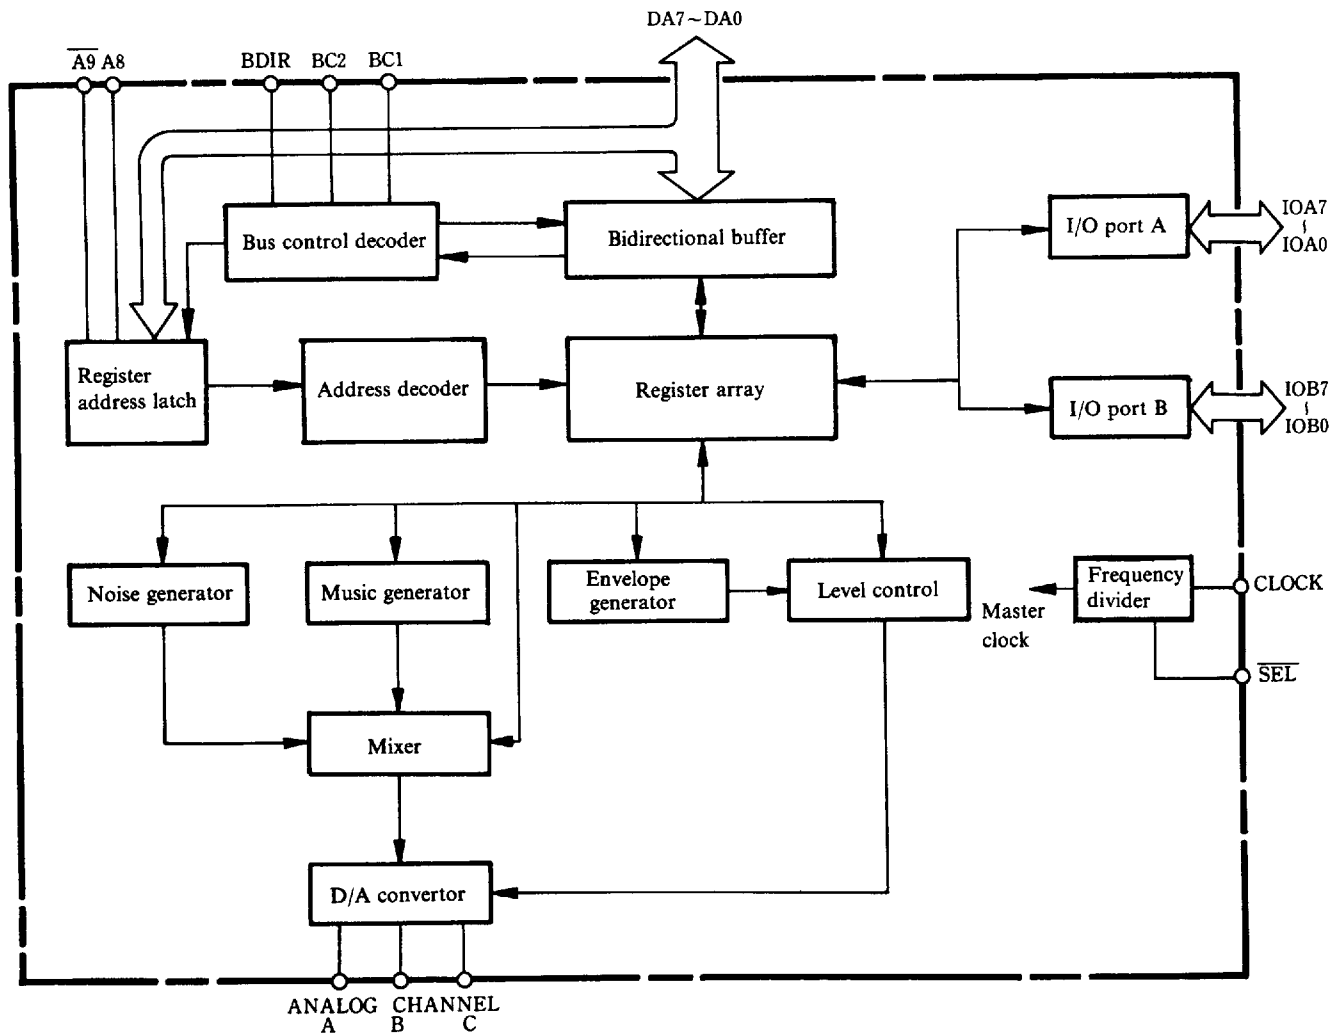 DA7~DA0
A9 A8 BDIR BC2 BC1
Bus control decoder
Bidirectional buffer
I/O port A
IOA7
~
IOA0
Register
address latch
Address decoder
Register array
I/O port B
IOB7
~
IOB0
Noise generator
Music generator
Envelope
generator
Level control
Master
clock
Frequency
divider
CLOCK
SEL
Mixer
D/A convertor
ANALOG CHANNEL
A B C